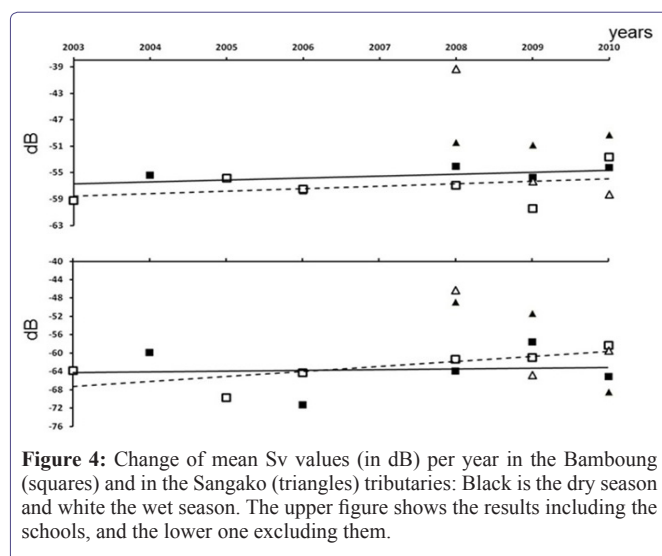 years
2003 2004 2005 2006 2007 2008 2009 2010
-39
-43
-47
-51
-55
-59
-63
dB
-40
-44
-48
-52
-56
-60
-64
-68
-72
-76
dB
Figure 4: Change of mean Sv values (in dB) per year in the Bamboung
(squares) and in the Sangako (triangles) tributaries: Black is the dry season
and white the wet season. The upper figure shows the results including the
schools, and the lower one excluding them.